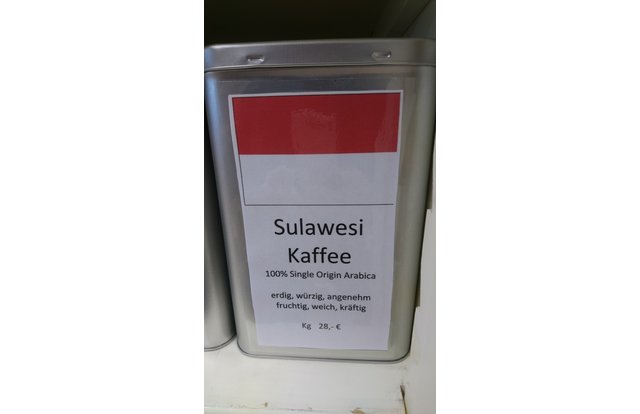 Sulawesi
Kaffee
100% Single Origin Arabica
erdig, würzig, angenehm
fruchtig, weich, kräftig
Kg 28,- €